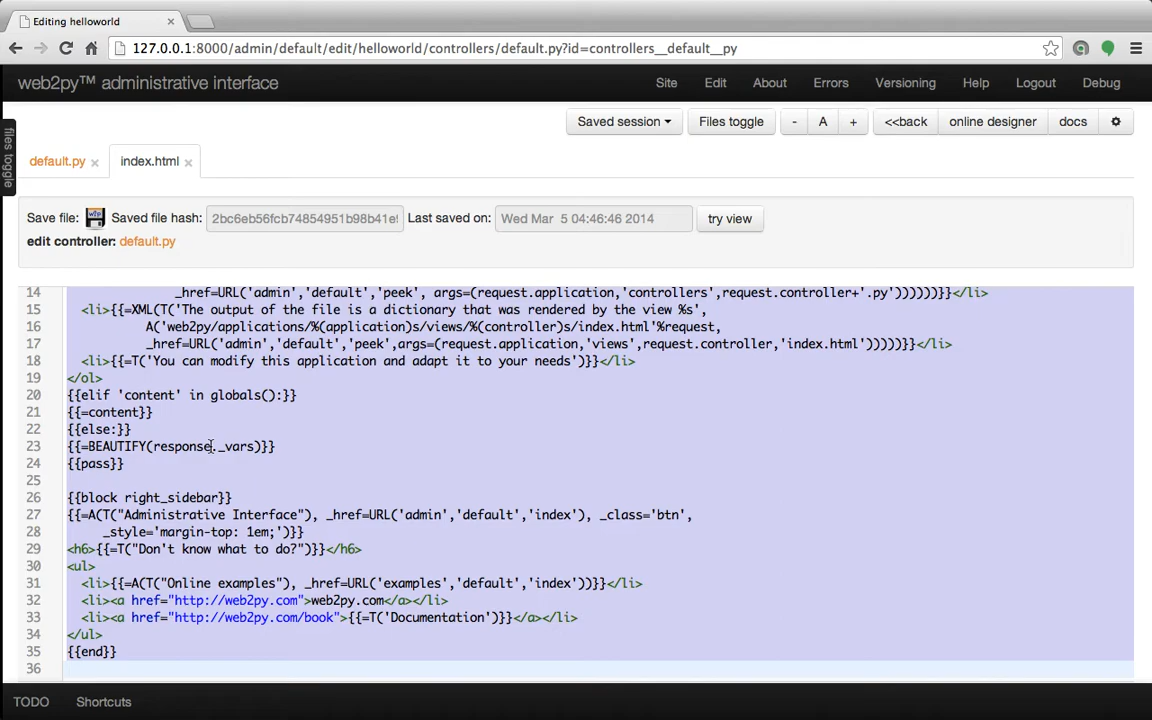 Editing helloworld
127.0.0.1:8000/admin/default/edit/helloworld/controllers/default.py?id=controllers__default__py
web2py™ administrative interface
Site Edit About Errors Versioning Help Logout Debug
files toggle
Saved session Files toggle - A + <<back online designer docs
default.py index.html
Save file: Saved file hash: 2bc6eb56fcb74854951b98b41e Last saved on: Wed Mar 5 04:46:46 2014 try view
edit controller: default.py
14 _href=URL('admin','default','peek', args=(request.application,'controllers',request.controller+'.py'))))))}}</li>
15 <li>{{=XML(T('The output of the file is a dictionary that was rendered by the view %s',
16 A('web2py/applications/%(application)s/views/%(controller)s/index.html'%request,
17 _href=URL('admin','default','peek',args=(request.application,'views',request.controller,'index.html')))))}}</li>
18 <li>{{=T('You can modify this application and adapt it to your needs')}}</li>
19 </ol>
20 {{elif 'content' in globals():}}
21 {{=content}}
22 {{else:}}
23 {{=BEAUTIFY(response._vars)}}
24 {{pass}}
25
26 {{block right_sidebar}}
27 {{=A(T("Administrative Interface"), _href=URL('admin','default','index'), _class='btn',
28 _style='margin-top: 1em;')}}
29 <h6>{{=T("Don't know what to do?")}}</h6>
30 <ul>
31 <li>{{=A(T("Online examples"), _href=URL('examples','default','index'))}}</li>
32 <li><a href="http://web2py.com">web2py.com</a></li>
33 <li><a href="http://web2py.com/book">{{=T('Documentation')}}</a></li>
34 </ul>
35 {{end}}
36
TODO Shortcuts